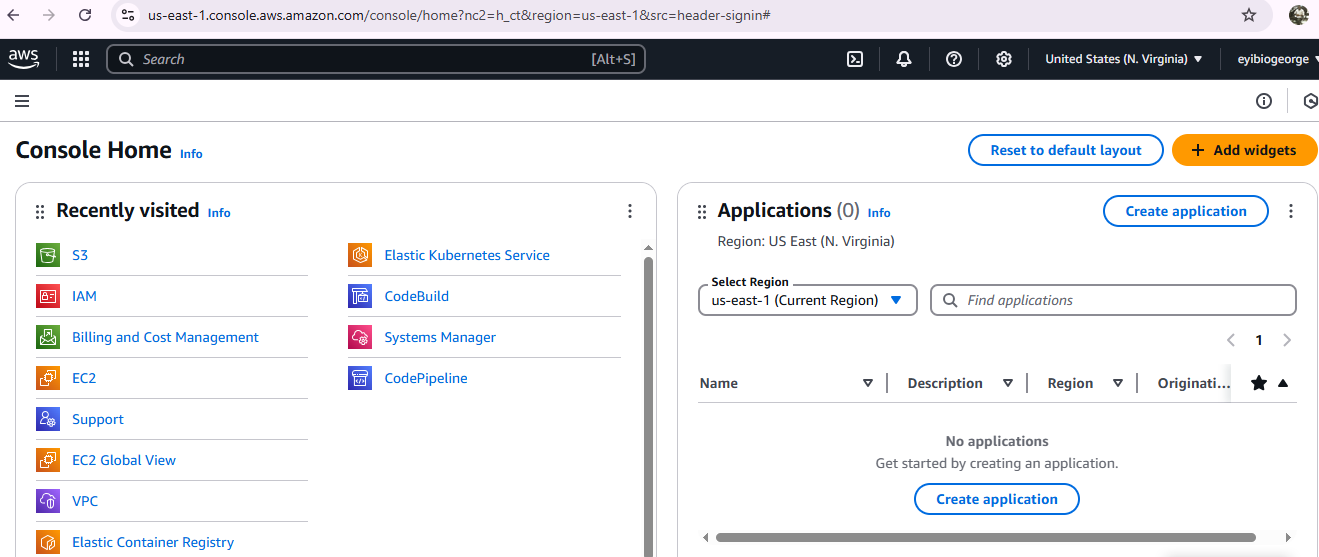 us-east-1.console.aws.amazon.com/console/home?nc2=h_ct&region=us-east-1&src=header-signin#
aws
Search [Alt+S]
United States (N. Virginia)
eyibiogeorge
Console Home Info
Reset to default layout
+ Add widgets
Recently visited Info
S3
IAM
Billing and Cost Management
EC2
Support
EC2 Global View
VPC
Elastic Container Registry
Elastic Kubernetes Service
CodeBuild
Systems Manager
CodePipeline
Applications (0) Info
Create application
Region: US East (N. Virginia)
Select Region
us-east-1 (Current Region)
Find applications
1
Name Description Region Originati...
No applications
Get started by creating an application.
Create application